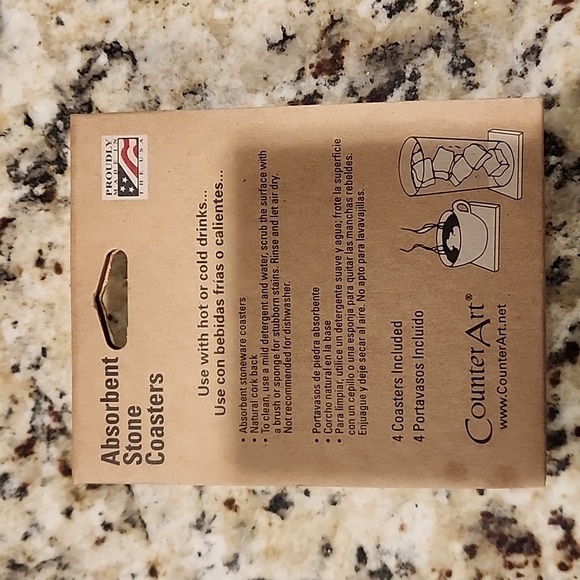 Absorbent
Stone
Coasters
PROUDLY
MADE IN
THE USA
Use with hot or cold drinks...
Use con bebidas frías o calientes...
• Absorbent stoneware coasters
• Natural cork back
• To clean, use a mild detergent and water, scrub the surface with
a brush or sponge for stubborn stains. Rinse and let air dry.
Not recommended for dishwasher.
• Portavasos de piedra absorbente
• Corcho natural en la base
• Para limpiar, utilice un detergente suave y agua; frote la superficie
con un cepillo o una esponja para quitar las manchas rebeldes.
Enjuague y deje secar al aire. No apto para lavavajillas.
4 Coasters Included
4 Portavasos Incluido
CounterArt®
www.CounterArt.net